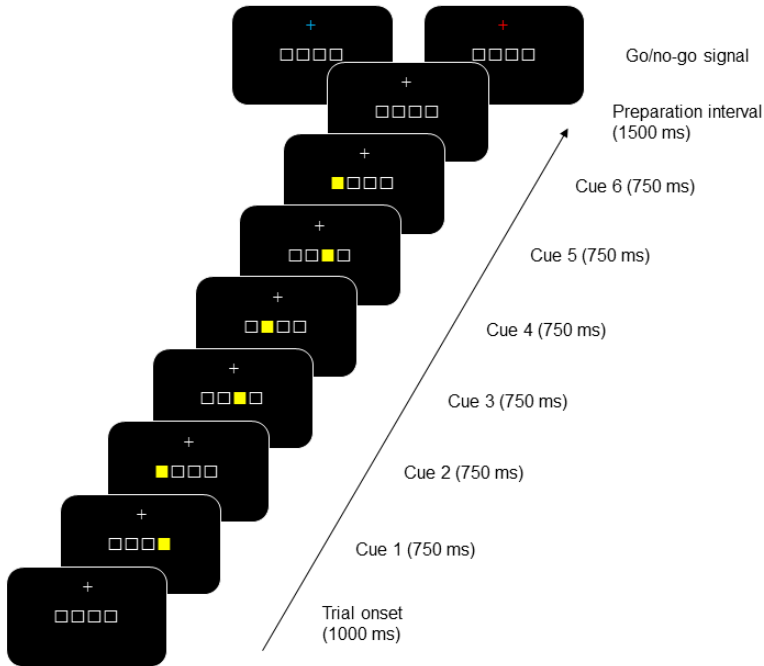 Go/no-go signal
Preparation interval
(1500 ms)
Cue 6 (750 ms)
Cue 5 (750 ms)
Cue 4 (750 ms)
Cue 3 (750 ms)
Cue 2 (750 ms)
Cue 1 (750 ms)
Trial onset
(1000 ms)